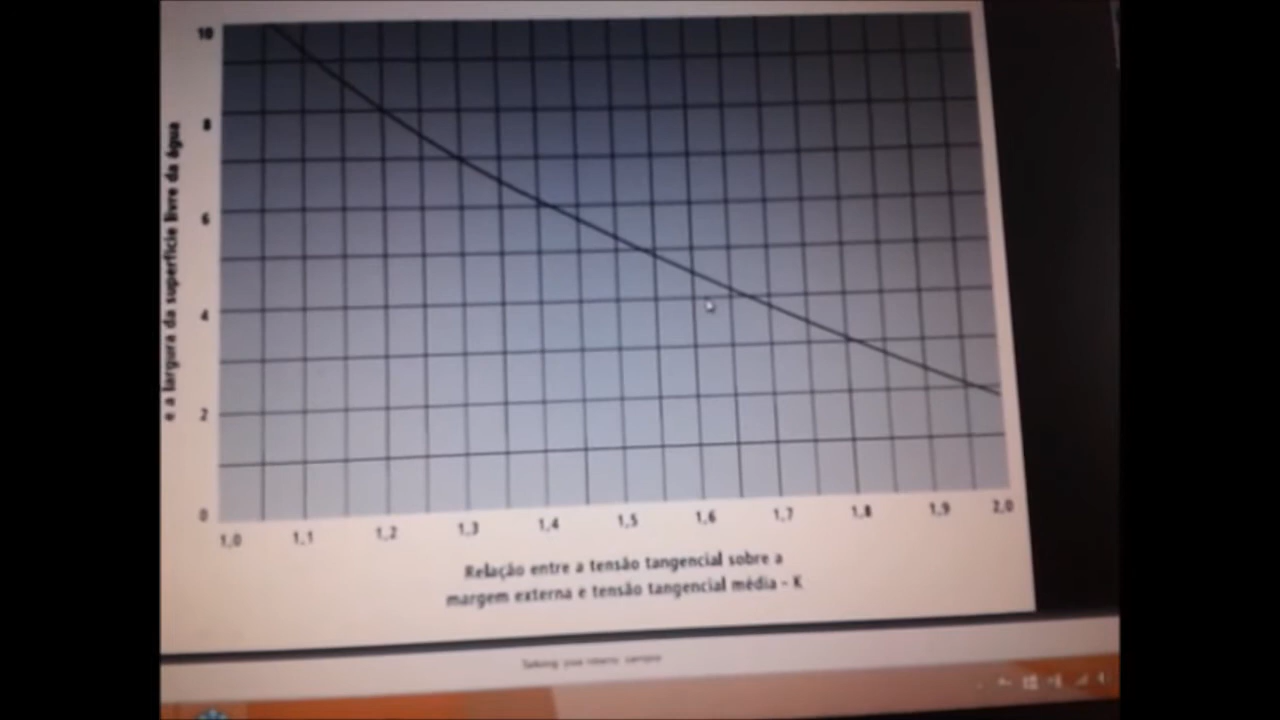 10
8
6
4
2
0
e a largura da superfície livre da água
1,0 1,1 1,2 1,3 1,4 1,5 1,6 1,7 1,8 1,9 2,0
Relação entre a tensão tangencial sobre a
margem externa e tensão tangencial média - K